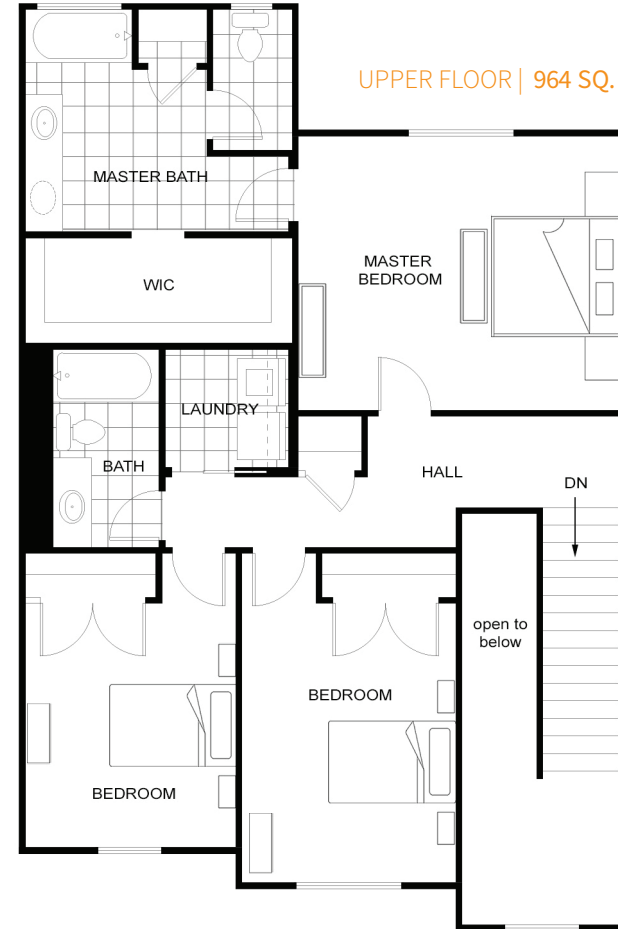 UPPER FLOOR | 964 SQ.
MASTER BATH
MASTER
BEDROOM
WIC
LAUNDRY
BATH
HALL
DN
open to
below
BEDROOM
BEDROOM